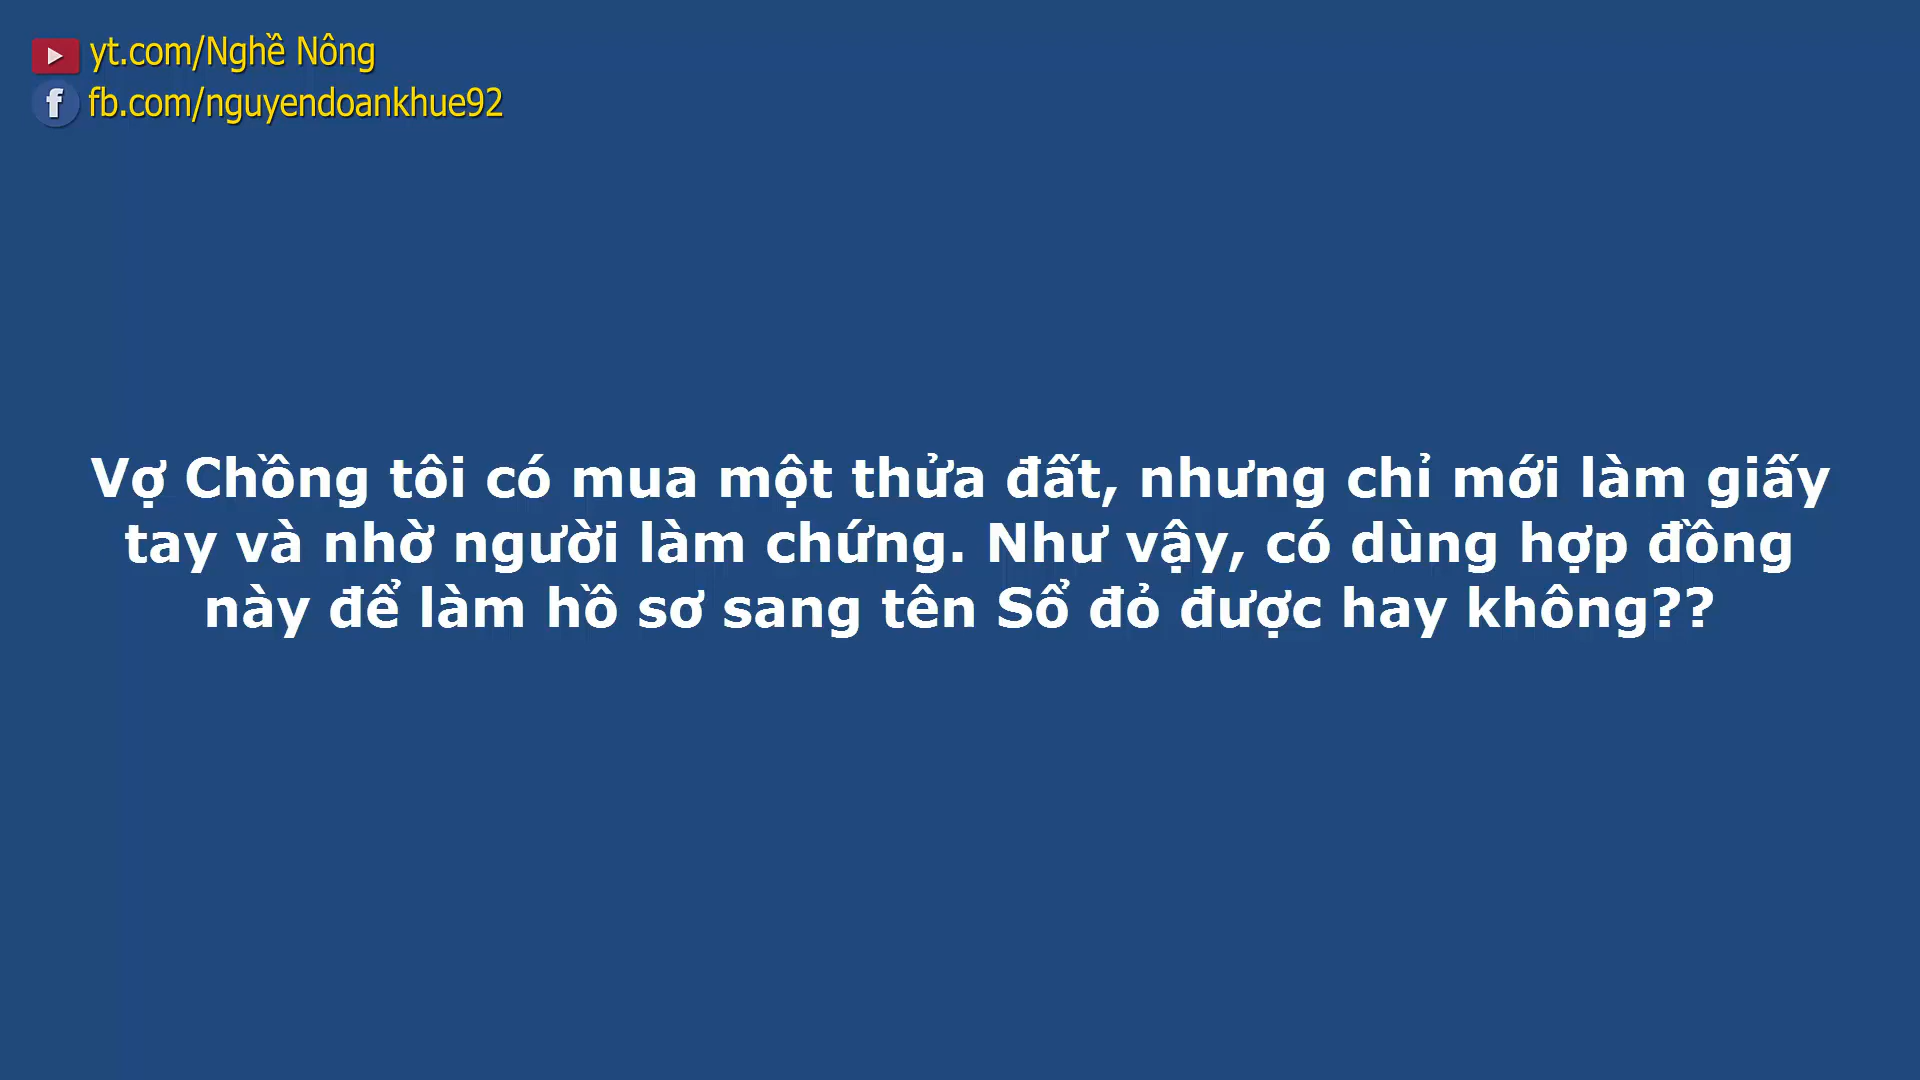 yt.com/Nghề Nông
fb.com/nguyendoankhue92
Vợ Chồng tôi có mua một thửa đất, nhưng chỉ mới làm giấy
tay và nhờ người làm chứng. Như vậy, có dùng hợp đồng
này để làm hồ sơ sang tên Sổ đỏ được hay không??